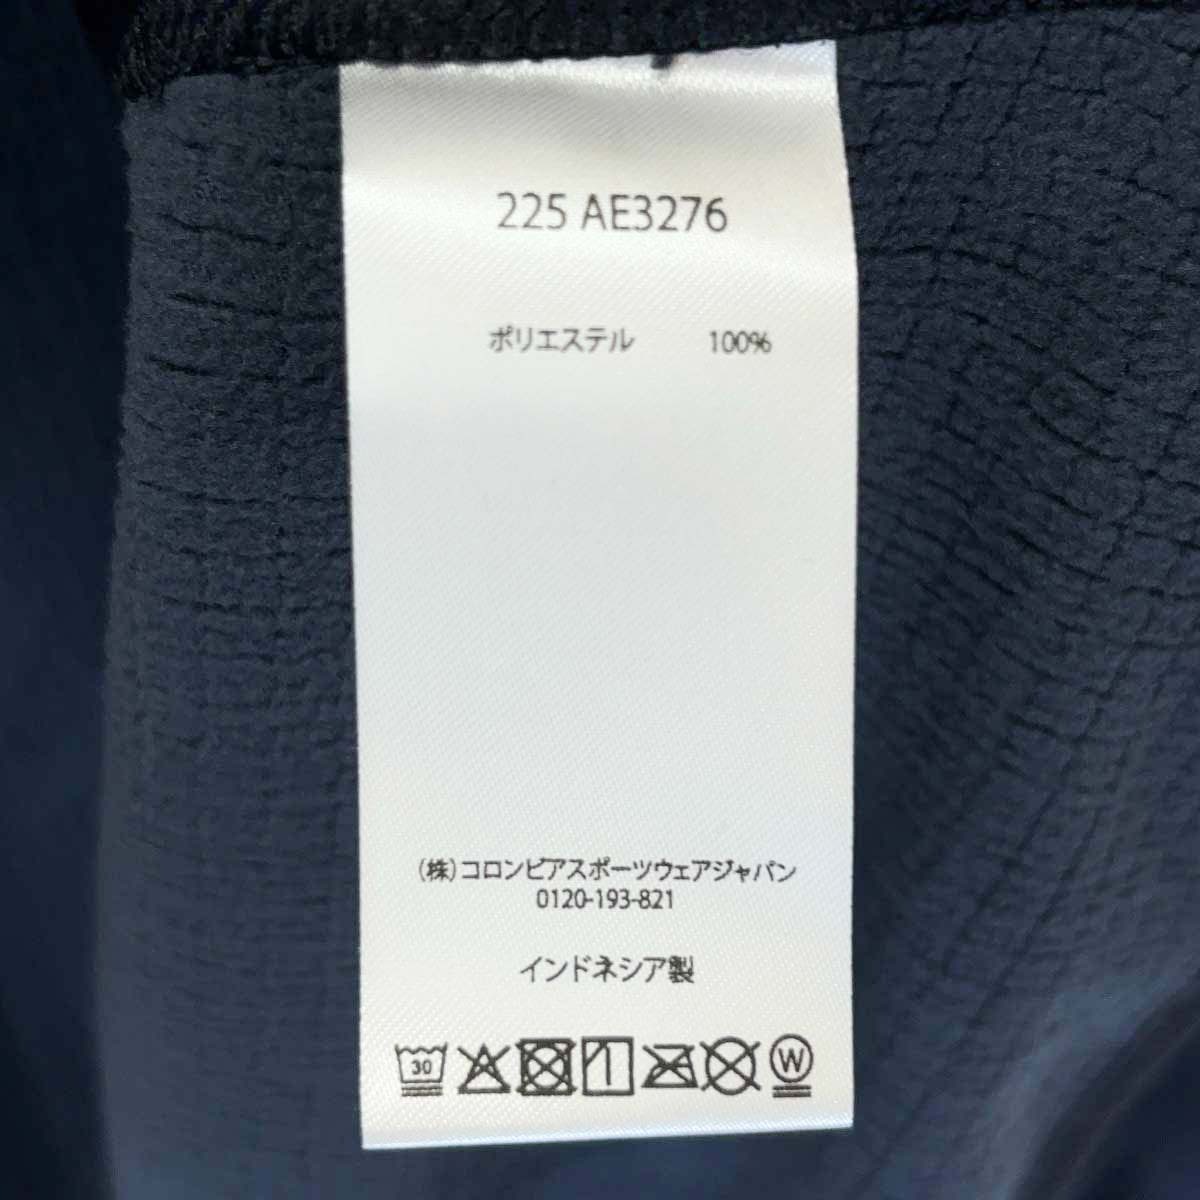 225 AE3276
ポリエステル 100%
(株)コロンビアスポーツウェアジャパン
0120-193-821
インドネシア製
30 W